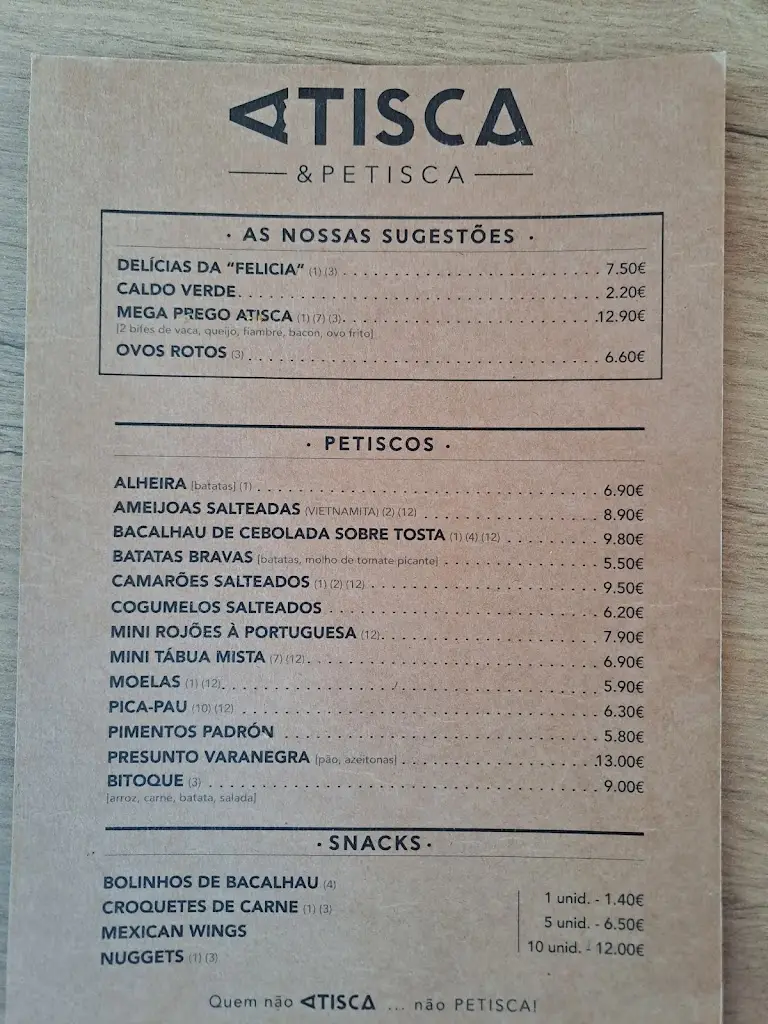 ATISCA
&PETISCA
· AS NOSSAS SUGESTÕES ·
DELÍCIAS DA "FELICIA" (1) (3) 7.50€
CALDO VERDE 2.20€
MEGA PREGO ATISCA (1) (7) (3) 12.90€
[2 bifes de vaca, queijo, fiambre, bacon, ovo frito]
OVOS ROTOS (3) 6.60€
· PETISCOS ·
ALHEIRA [batatas] (1) 6.90€
AMEIJOAS SALTEADAS (VIETNAMITA) (2) (12) 8.90€
BACALHAU DE CEBOLADA SOBRE TOSTA (1) (4) (12) 9.80€
BATATAS BRAVAS [batatas, molho de tomate picante] 5.50€
CAMARÕES SALTEADOS (1) (2) (12) 9.50€
COGUMELOS SALTEADOS 6.20€
MINI ROJÕES À PORTUGUESA (12) 7.90€
MINI TÁBUA MISTA (7) (12) 6.90€
MOELAS (1) (12) 5.90€
PICA-PAU (10) (12) 6.30€
PIMENTOS PADRÓN 5.80€
PRESUNTO VARANEGRA [pão, azeitonas] 13.00€
BITOQUE (3) 9.00€
[arroz, carne, batata, salada]
· SNACKS ·
BOLINHOS DE BACALHAU (4)
CROQUETES DE CARNE (1) (3)
MEXICAN WINGS
NUGGETS (1) (3)
1 unid. - 1.40€
5 unid. - 6.50€
10 unid. - 12.00€
Quem não ATISCA ... não PETISCA!